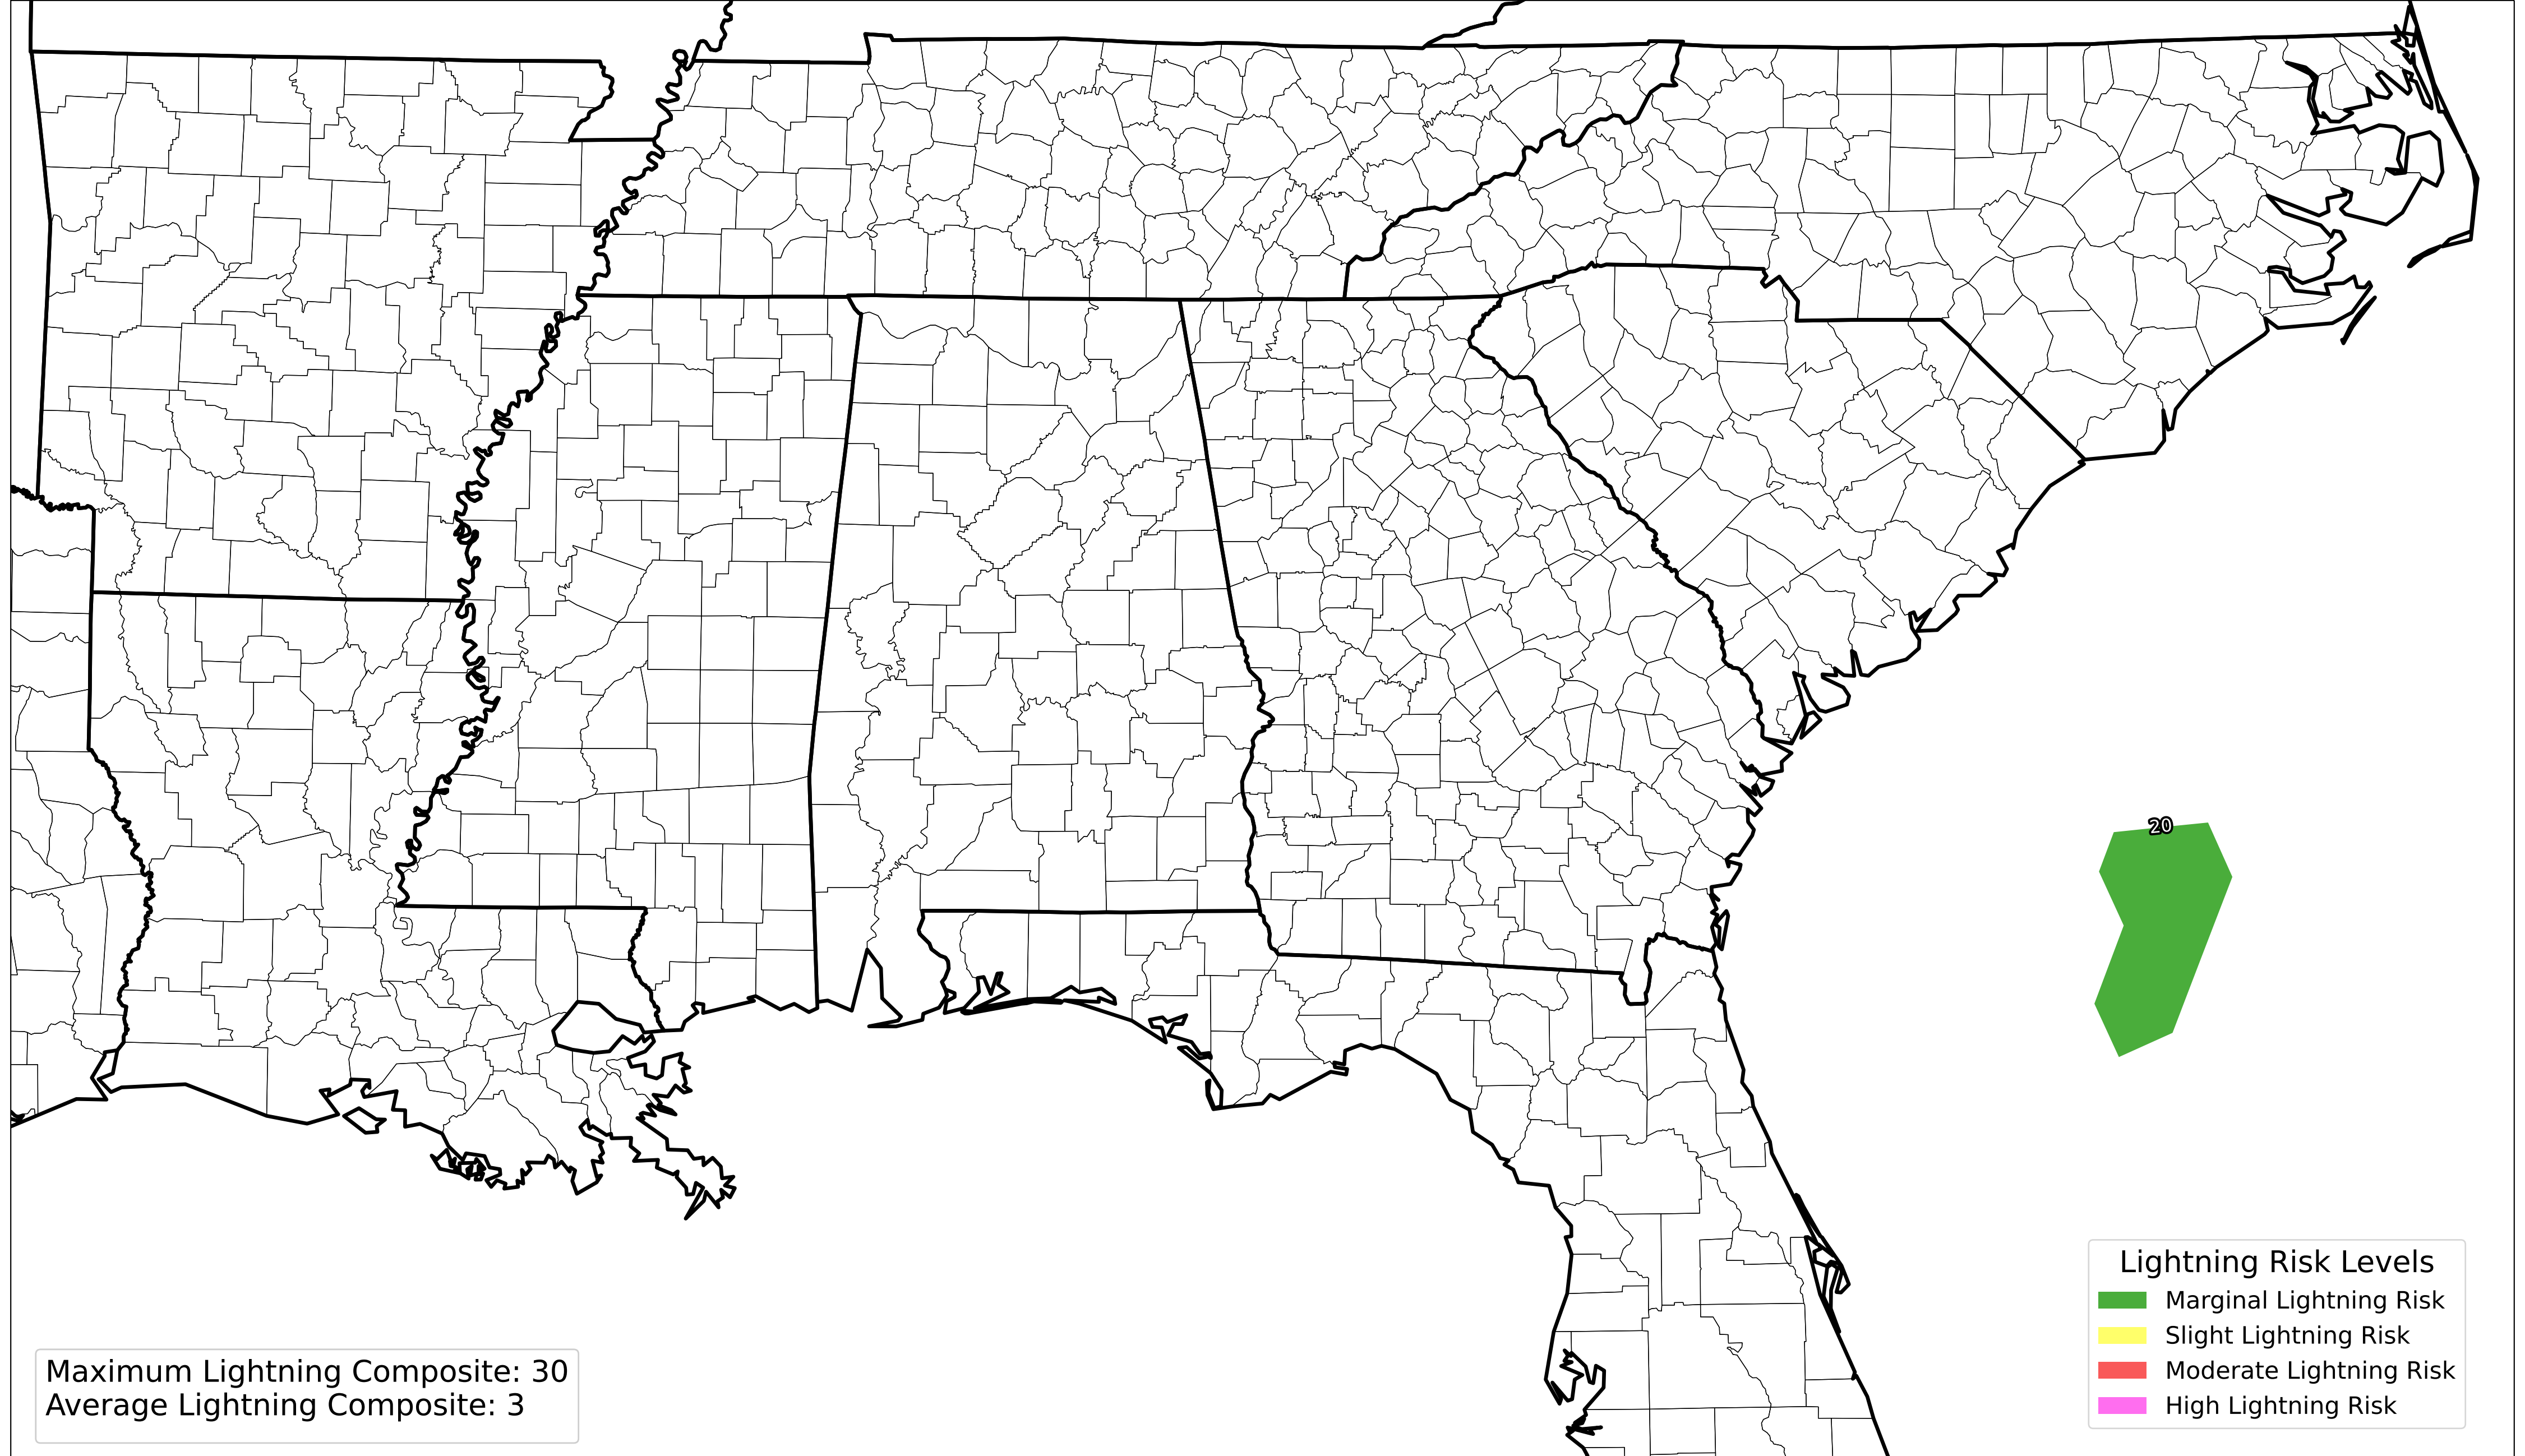 20
Lightning Risk Levels
Marginal Lightning Risk
Slight Lightning Risk
Moderate Lightning Risk
High Lightning Risk
Maximum Lightning Composite: 30
Average Lightning Composite: 3